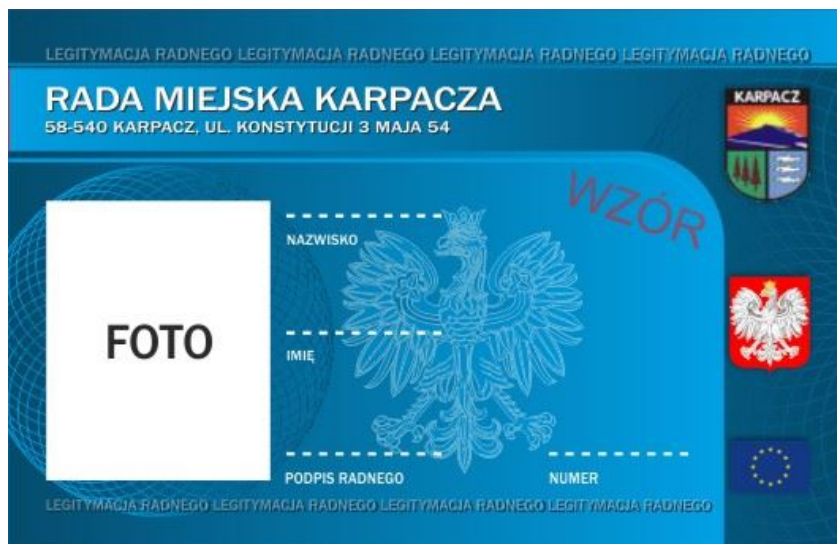 LEGITYMACJA RADNEGO LEGITYMACJA RADNEGO LEGITYMACJA RADNEGO LEGITYMACJA RADNEGO
RADA MIEJSKA KARPACZA
58-540 KARPACZ, UL. KONSTYTUCJI 3 MAJA 54
KARPACZ
WZÓR
NAZWISKO
FOTO
IMIĘ
PODPIS RADNEGO
NUMER
LEGITYMACJA RADNEGO LEGITYMACJA RADNEGO LEGITYMACJA RADNEGO LEGITYMACJA RADNEGO